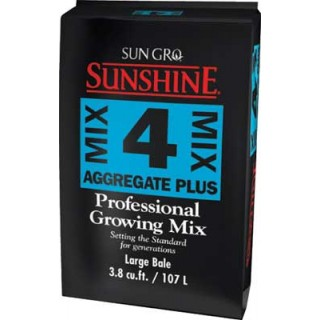 SUN GRO
SUNSHINE®
MIX 4 MIX
AGGREGATE PLUS
Professional
Growing Mix
Setting the Standard
for generations
Large Bale
3.8 cu.ft. / 107 L